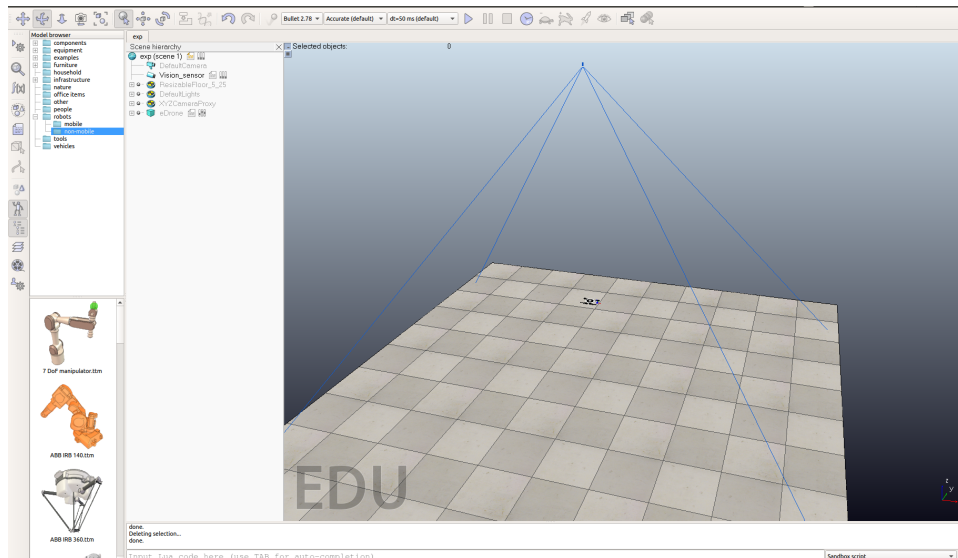 Bullet 2.78
Accurate (default)
dt=50 ms (default)
Model browser
components
equipment
examples
furniture
household
infrastructure
nature
office items
other
people
robots
mobile
non-mobile
tools
vehicles
7 DoF manipulator.ttm
ABB IRB 140.ttm
ABB IRB 360.ttm
exp
Scene hierarchy
exp (scene 1)
DefaultCamera
Vision_sensor
ResizableFloor_5_25
DefaultLights
XYZCameraProxy
eDrone
Selected objects: 0
EDU
z
y
done.
Deleting selection...
done.
Input Lua code here (use TAB for auto-completion)
Sandbox script